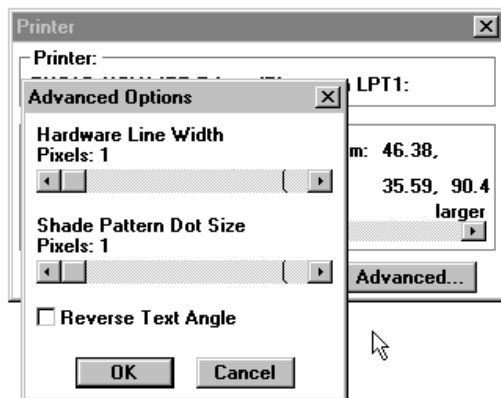 Printer
Printer:
LPT1:
Advanced Options
Hardware Line Width
Pixels: 1
m: 46.38,
35.59, 90.4
larger
Shade Pattern Dot Size
Pixels: 1
Advanced...
Reverse Text Angle
OK
Cancel